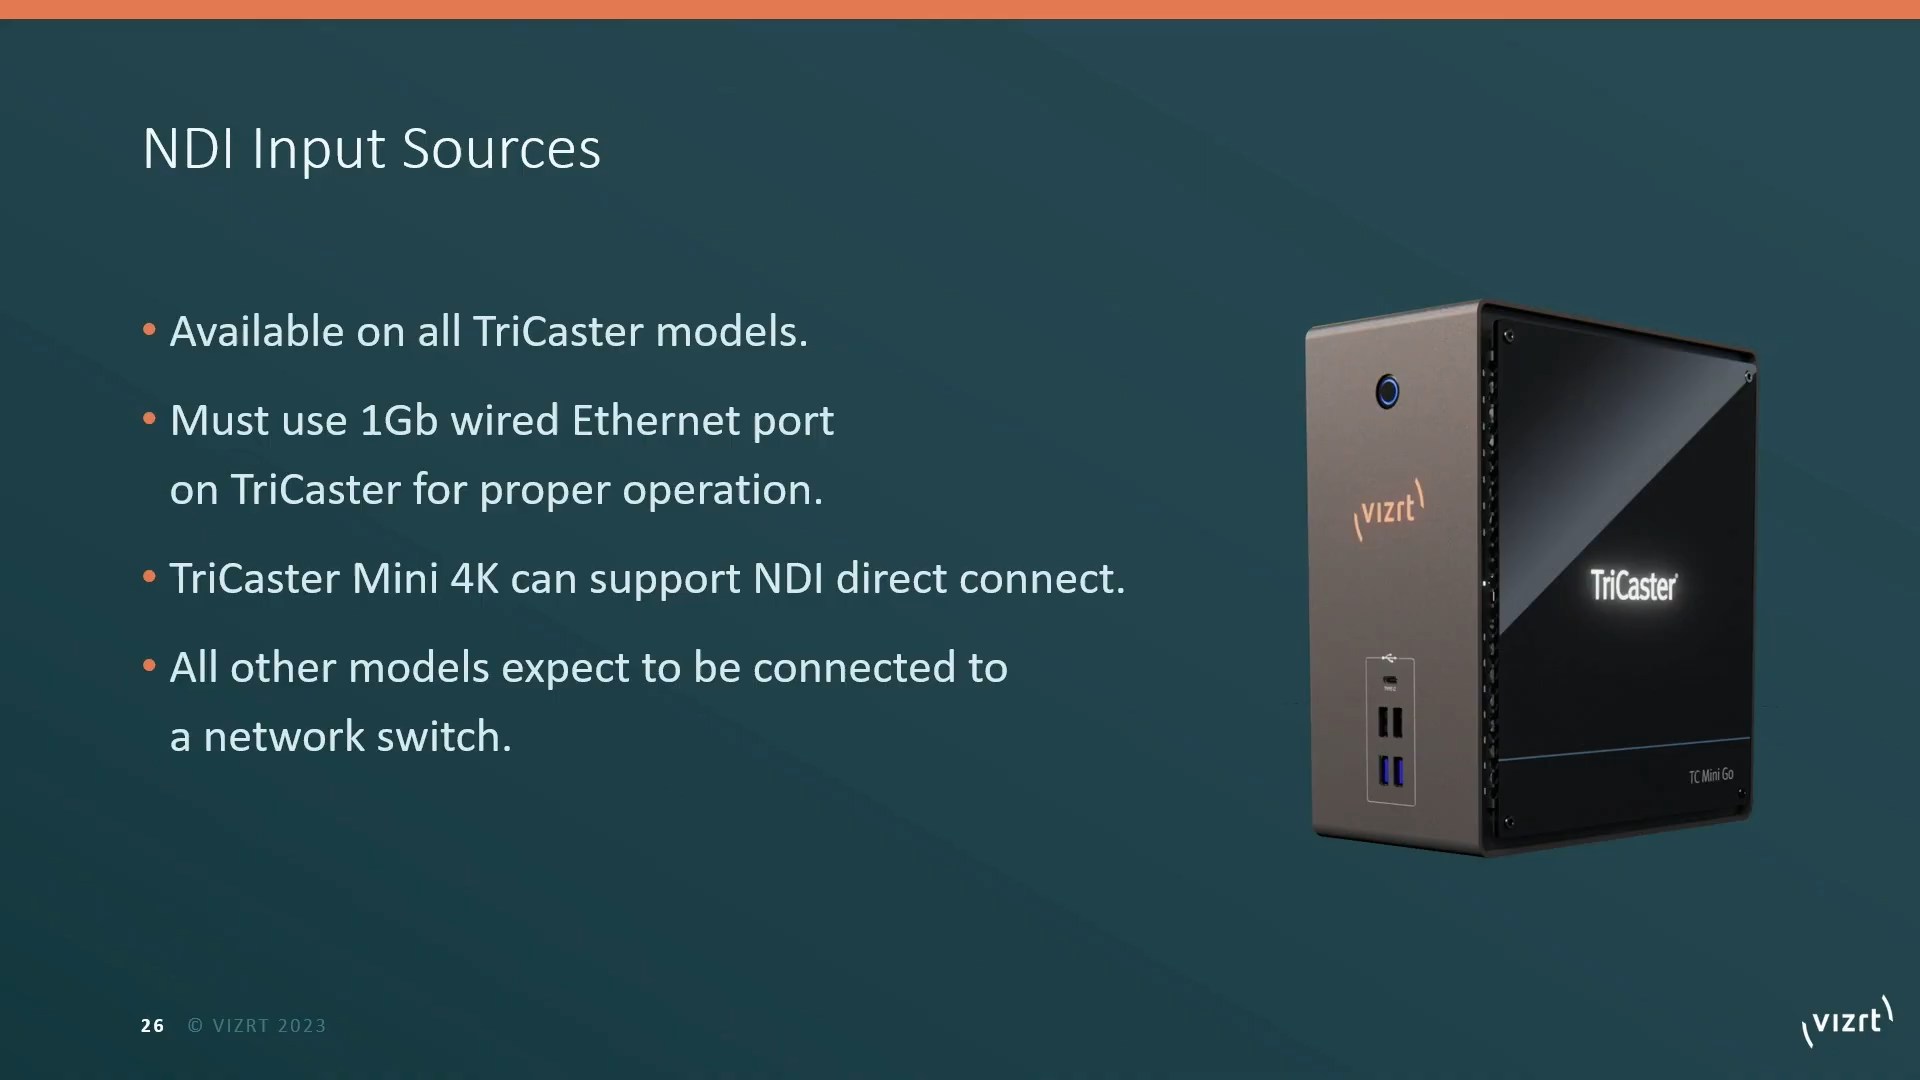 NDI Input Sources
• Available on all TriCaster models.
• Must use 1Gb wired Ethernet port
on TriCaster for proper operation.
• TriCaster Mini 4K can support NDI direct connect.
• All other models expect to be connected to
a network switch.
vizrt
TriCaster
TYPE-C
TC Mini Go
26 © VIZRT 2023
vizrt